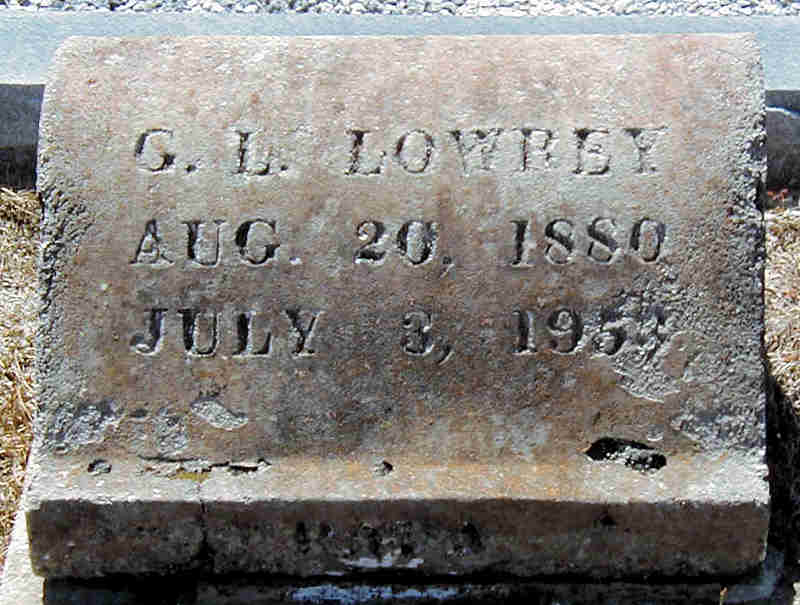 G. L. LOWREY
AUG. 20, 1880
JULY 3,